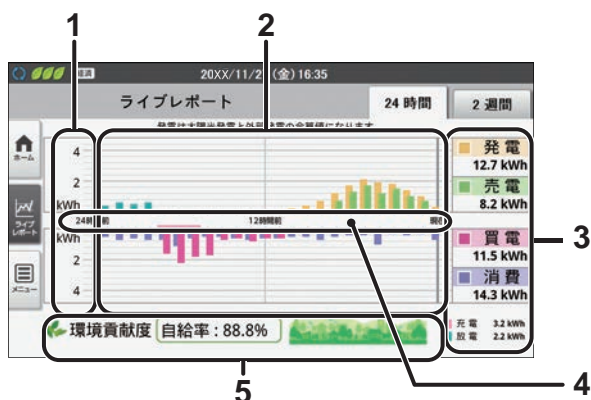 1
2
経済
20XX/11/2 (金) 16:35
ライブレポート
24 時間
2 週間
ホーム
ライブレポート
メニュー
4
2
kWh
24時 前
12時間前
現在
kWh
2
4
発 電
12.7 kWh
売 電
8.2 kWh
買 電
11.5 kWh
消 費
14.3 kWh
充 電 3.2 kWh
放 電 2.2 kWh
環境貢献度
自給率 : 88.8%
3
4
5